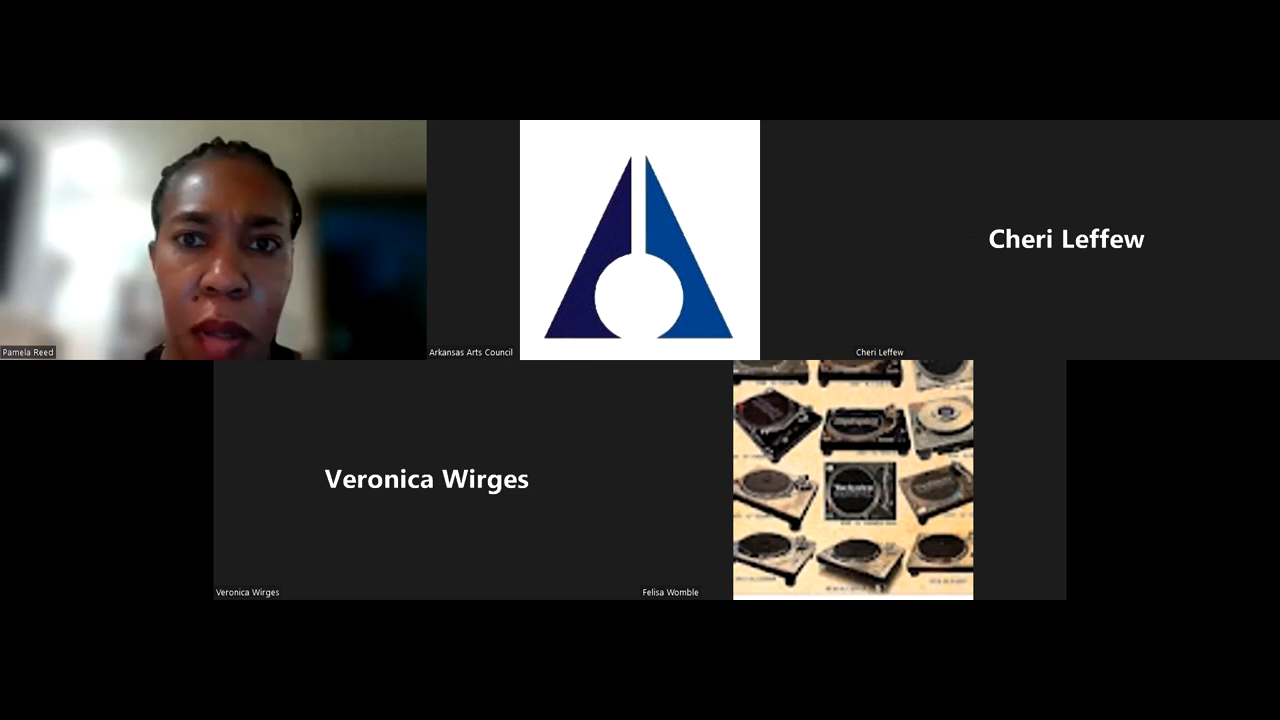 Cheri Leffew
Pamela Reed
Arkansas Arts Council
Cheri Leffew
Veronica Wirges
Veronica Wirges
Felisa Womble